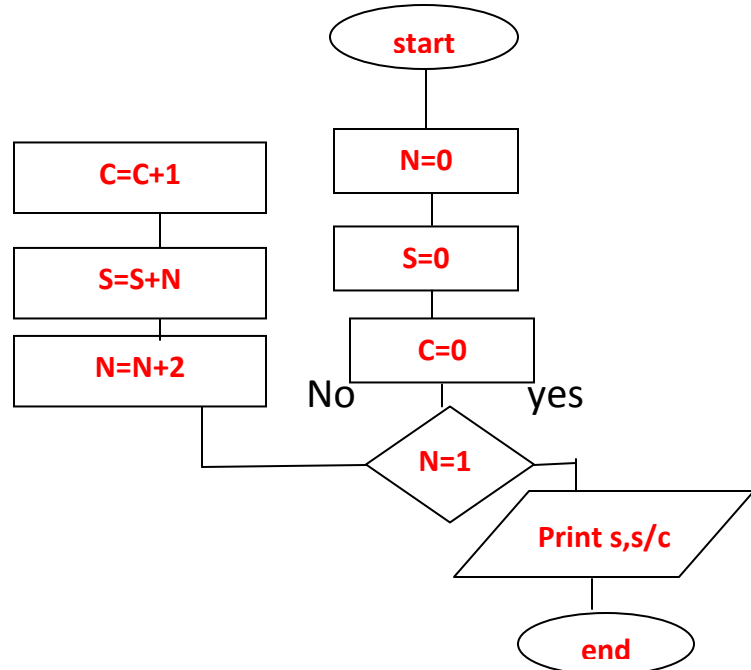 start
N=0
S=0
C=0
C=C+1
S=S+N
N=N+2
No
yes
N=1
Print s,s/c
end